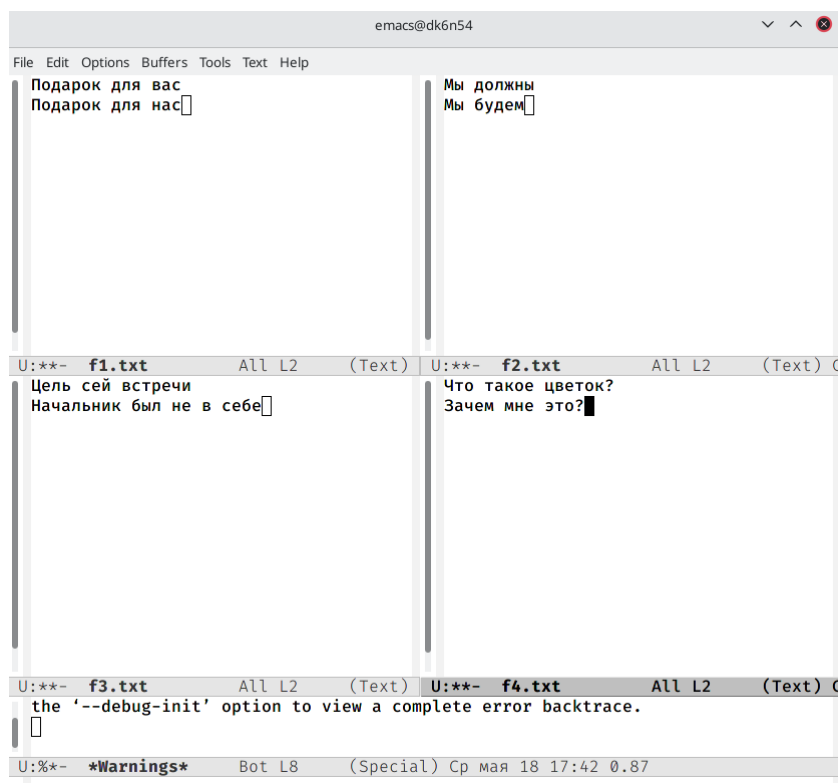 emacs@dk6n54
File Edit Options Buffers Tools Text Help
Подарок для вас
Подарок для нас
U:**- f1.txt All L2 (Text)
Мы должны
Мы будем
U:**- f2.txt All L2 (Text)
Цель сей встречи
Начальник был не в себе
U:**- f3.txt All L2 (Text)
Что такое цветок?
Зачем мне это?
U:**- f4.txt All L2 (Text)
the ‘--debug-init’ option to view a complete error backtrace.
U:%*- *Warnings* Bot L8 (Special) Ср мая 18 17:42 0.87